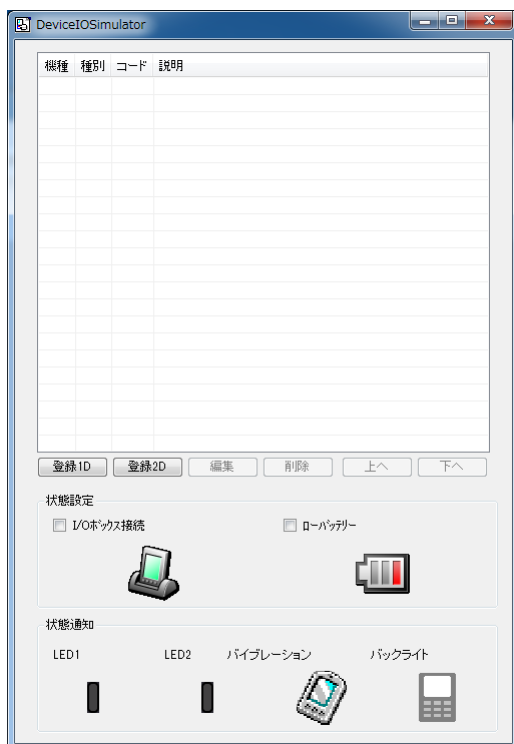 DeviceIOSimulator
機種 種別 コード 説明
登録1D 登録2D 編集 削除 上へ 下へ
状態設定
I/Oボックス接続 ローバッテリー
状態通知
LED1 LED2 バイブレーション バックライト